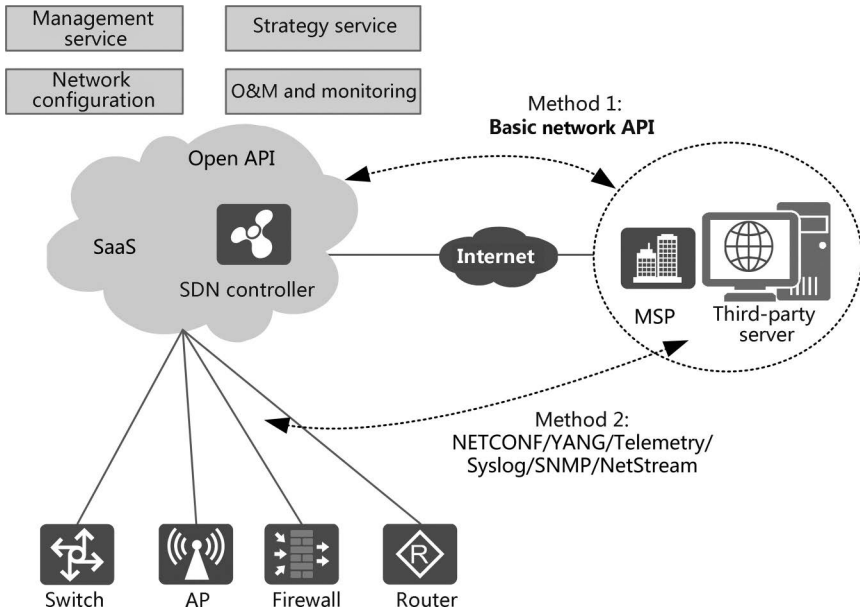 Management
service
Strategy service
Network
configuration
O&M and monitoring
Method 1:
Basic network API
Open API
SaaS
SDN controller
Internet
MSP
Third-party
server
Method 2:
NETCONF/YANG/Telemetry/
Syslog/SNMP/NetStream
R
Switch
AP
Firewall
Router